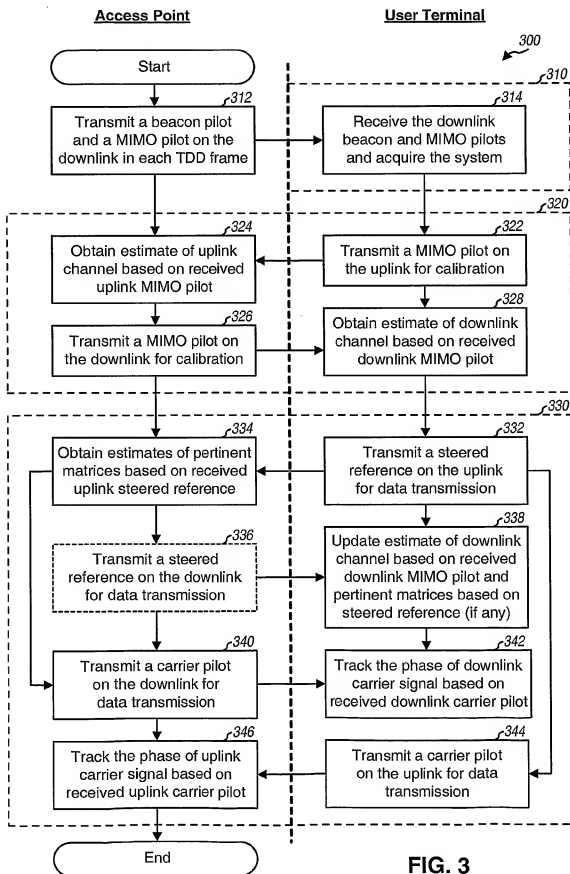 Access Point
User Terminal
300
310
Start
312
Transmit a beacon pilot
and a MIMO pilot on the
downlink in each TDD frame
314
Receive the downlink
beacon and MIMO pilots
and acquire the system
320
324
Obtain estimate of uplink
channel based on received
uplink MIMO pilot
322
Transmit a MIMO pilot on
the uplink for calibration
326
Transmit a MIMO pilot on
the downlink for calibration
328
Obtain estimate of downlink
channel based on received
downlink MIMO pilot
330
334
Obtain estimates of pertinent
matrices based on received
uplink steered reference
332
Transmit a steered
reference on the uplink
for data transmission
336
Transmit a steered
reference on the downlink
for data transmission
338
Update estimate of downlink
channel based on received
downlink MIMO pilot and
pertinent matrices based on
steered reference (if any)
340
Transmit a carrier pilot
on the downlink for
data transmission
342
Track the phase of downlink
carrier signal based on
received downlink carrier pilot
346
Track the phase of uplink
carrier signal based on
received uplink carrier pilot
344
Transmit a carrier pilot
on the uplink for data
transmission
End
FIG. 3